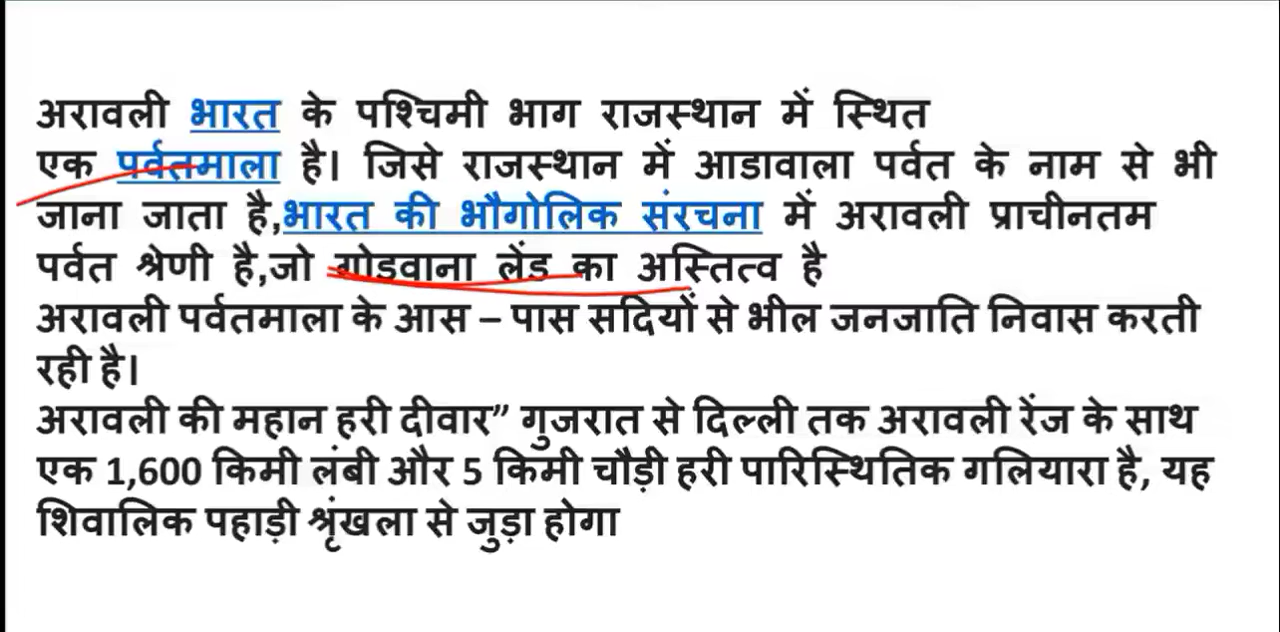 अरावली भारत के पश्चिमी भाग राजस्थान में स्थित
एक पर्वतमाला है। जिसे राजस्थान में आडावाला पर्वत के नाम से भी
जाना जाता है,भारत की भौगोलिक संरचना में अरावली प्राचीनतम
पर्वत श्रेणी है,जो गोडवाना लेंड का अस्तित्व है
अरावली पर्वतमाला के आस – पास सदियों से भील जनजाति निवास करती
रही है।
अरावली की महान हरी दीवार” गुजरात से दिल्ली तक अरावली रेंज के साथ
एक 1,600 किमी लंबी और 5 किमी चौड़ी हरी पारिस्थितिक गलियारा है, यह
शिवालिक पहाड़ी श्रृंखला से जुड़ा होगा